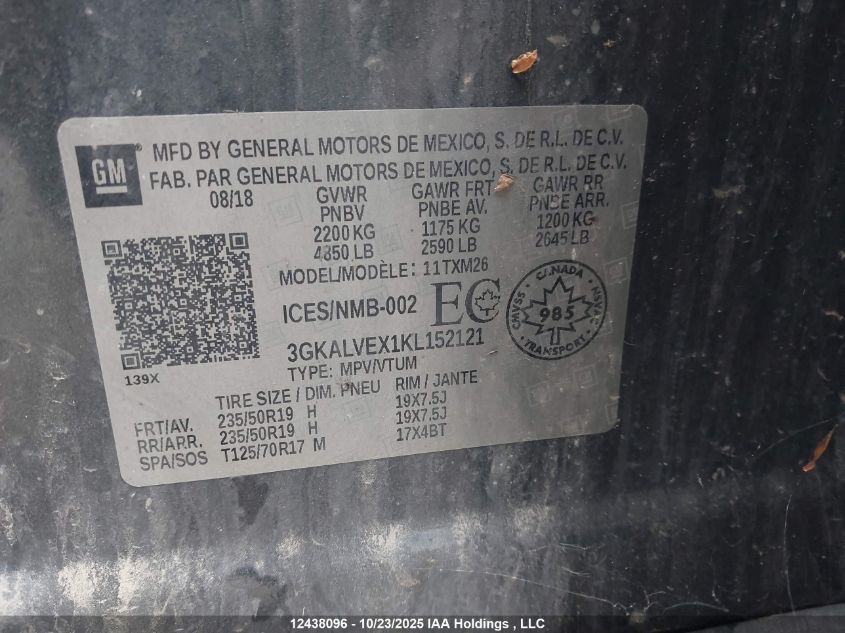 GM
MFD BY GENERAL MOTORS DE MEXICO, S. DE R.L. DE C.V.
FAB. PAR GENERAL MOTORS DE MEXICO, S. DE R.L. DE C.V.
08/18 GVWR GAWR FRT GAWR RR
PNBV PNBE AV. PNBE ARR.
2200 KG 1175 KG 1200 KG
4850 LB 2590 LB 2645 LB
MODEL/MODÈLE: 11TXM26
ICES/NMB-002 EC
CANADA
CMVSS NSVAC
985
TRANSPORT
3GKALVEX1KL152121
TYPE: MPV/VTUM
139X
TIRE SIZE / DIM. PNEU RIM / JANTE
FRT/AV. 235/50R19 H 19X7.5J
RR/ARR. 235/50R19 H 19X7.5J
SPA/SOS T125/70R17 M 17X4BT
12438096 - 10/23/2025 IAA Holdings , LLC